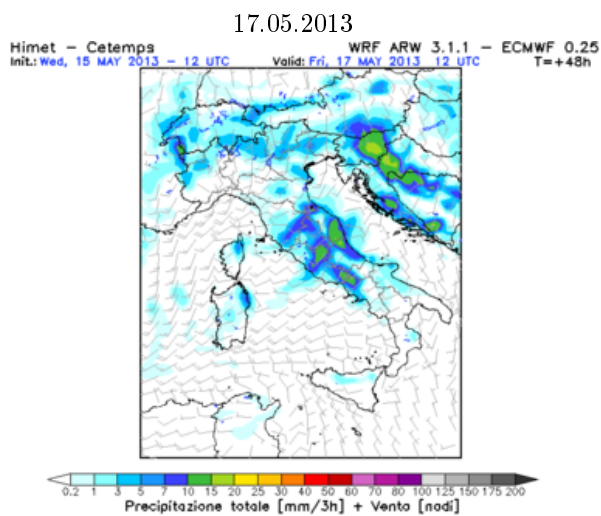 17.05.2013
Himet – Cetemps WRF ARW 3.1.1 – ECMWF 0.25
Init.: Wed, 15 MAY 2013 – 12 UTC Valid: Fri, 17 MAY 2013 12 UTC T=+48h
0.2 1 3 5 7 10 15 20 25 30 40 50 60 70 80 100 125 150 175 200
Precipitazione totale [mm/3h] + Vento [nodi]